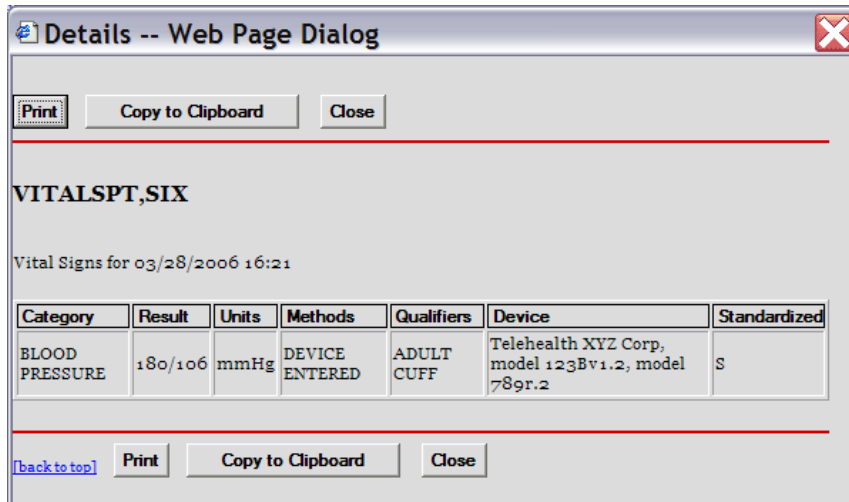 Details -- Web Page Dialog
Print Copy to Clipboard Close
VITALSPT,SIX
Vital Signs for 03/28/2006 16:21
Category Result Units Methods Qualifiers Device Standardized
BLOOD PRESSURE 180/106 mmHg DEVICE ENTERED ADULT CUFF Telehealth XYZ Corp, model 123Bv1.2, model 789r.2 S
[back to top] Print Copy to Clipboard Close